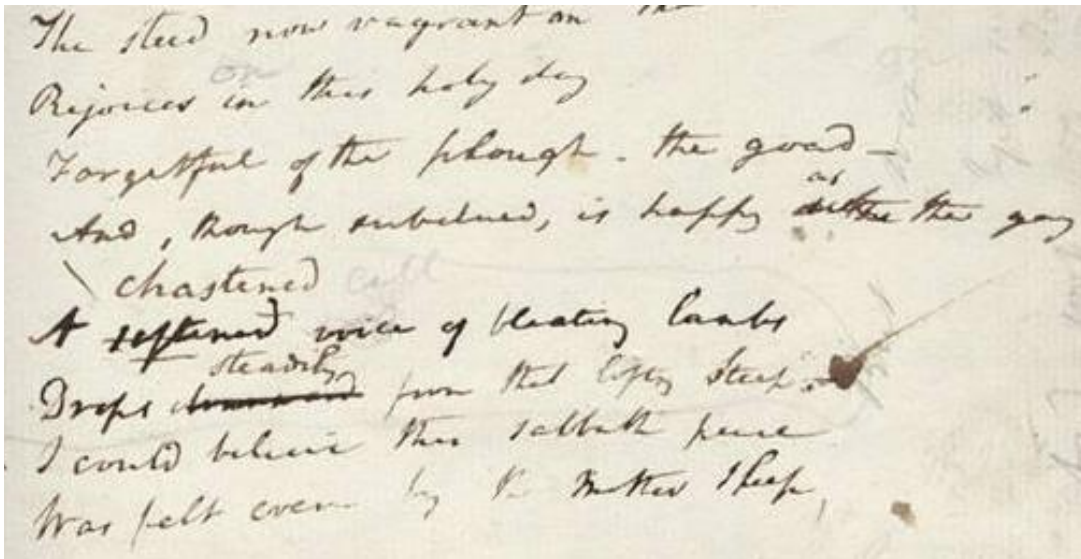 The steed now vagrant on the
on
Rejoices in this holy day
Forgetful of the plough - the goad -
as
And, though subdued, is happy the gay
chastened
A softened voice of bleating lambs
steadily
Drops downward from that lofty steep -
I could believe this sabbath peace
Was felt even by the mother sheep,